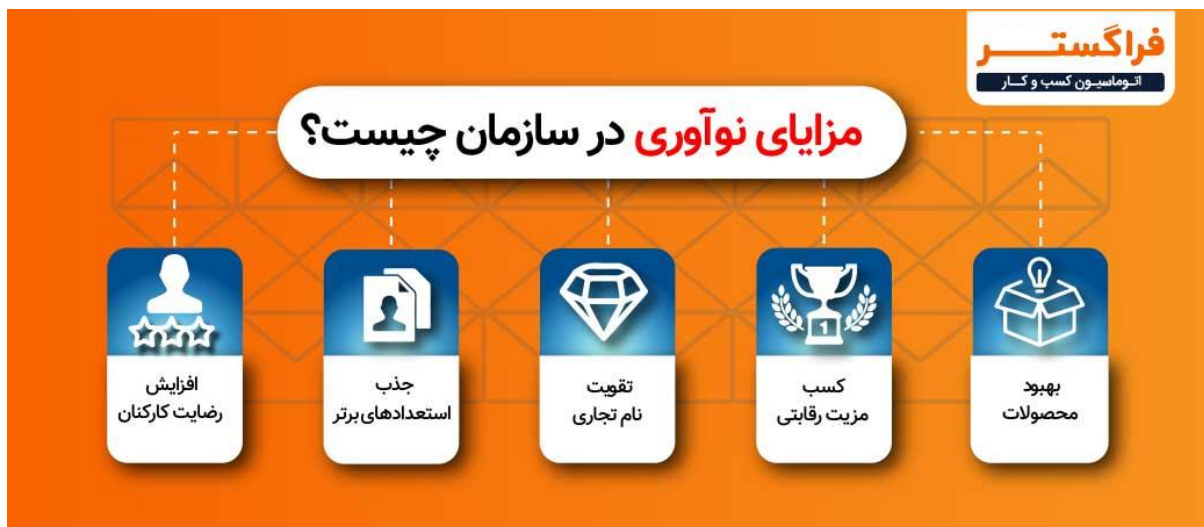 فراگستر
اتوماسیون کسب و کار
مزایای نوآوری در سازمان چیست؟
بهبود
محصولات
کسب
مزیت رقابتی
1
تقویت
نام تجاری
جذب
استعدادهای برتر
افزایش
رضایت کارکنان